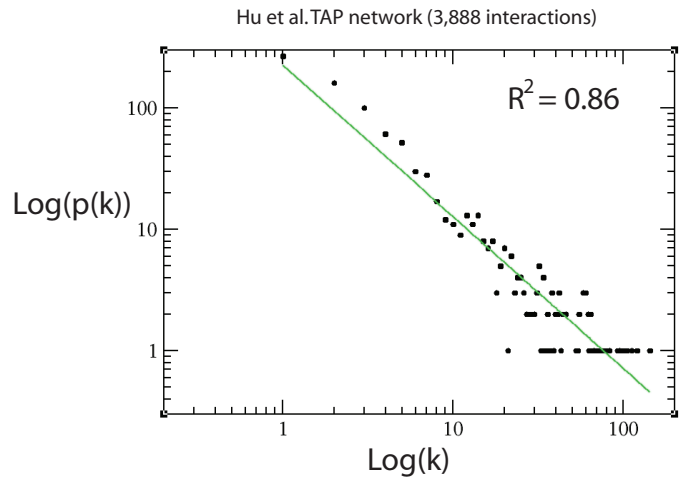 Hu et al.TAP network (3,888 interactions)
R² = 0.86
100
Log(p(k))
10
1
1 10 100
Log(k)